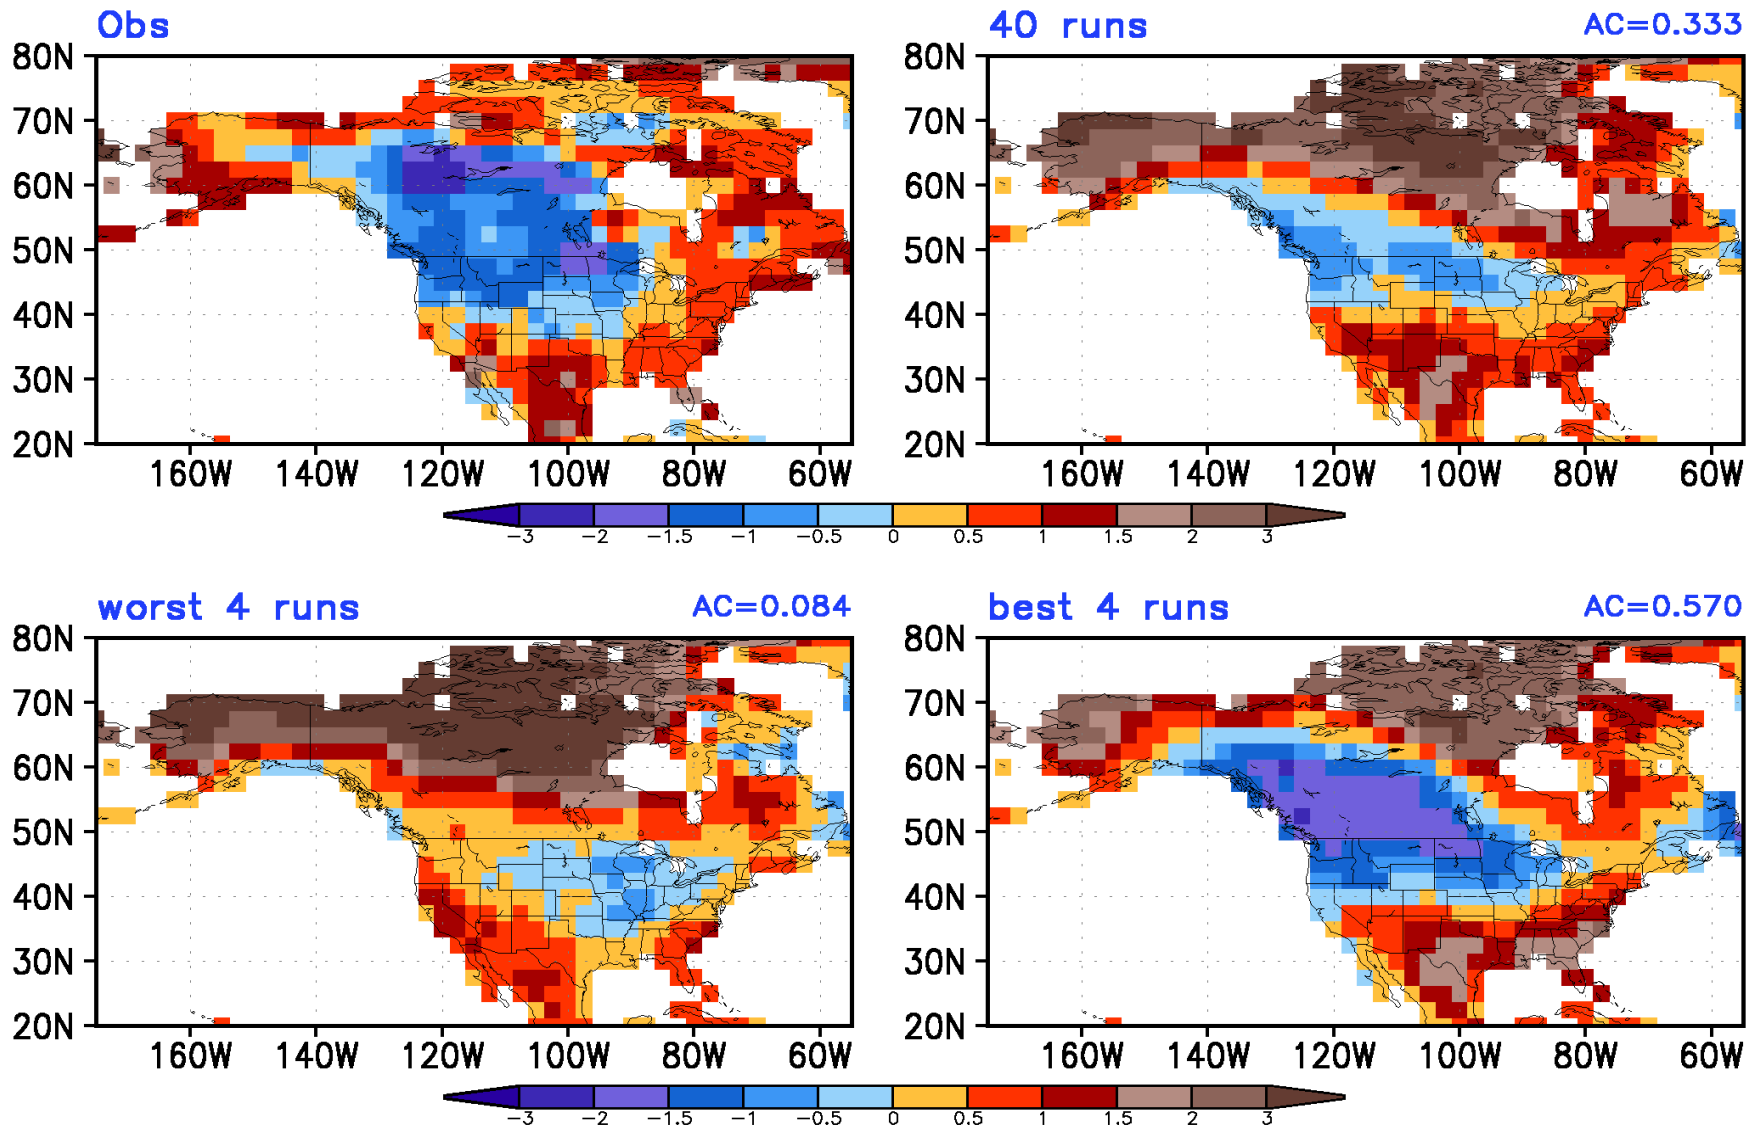 Obs
40 runs AC=0.333
80N
70N
60N
50N
40N
30N
20N
160W 140W 120W 100W 80W 60W
80N
70N
60N
50N
40N
30N
20N
160W 140W 120W 100W 80W 60W
-3 -2 -1.5 -1 -0.5 0 0.5 1 1.5 2 3
worst 4 runs AC=0.084
best 4 runs AC=0.570
80N
70N
60N
50N
40N
30N
20N
160W 140W 120W 100W 80W 60W
80N
70N
60N
50N
40N
30N
20N
160W 140W 120W 100W 80W 60W
-3 -2 -1.5 -1 -0.5 0 0.5 1 1.5 2 3